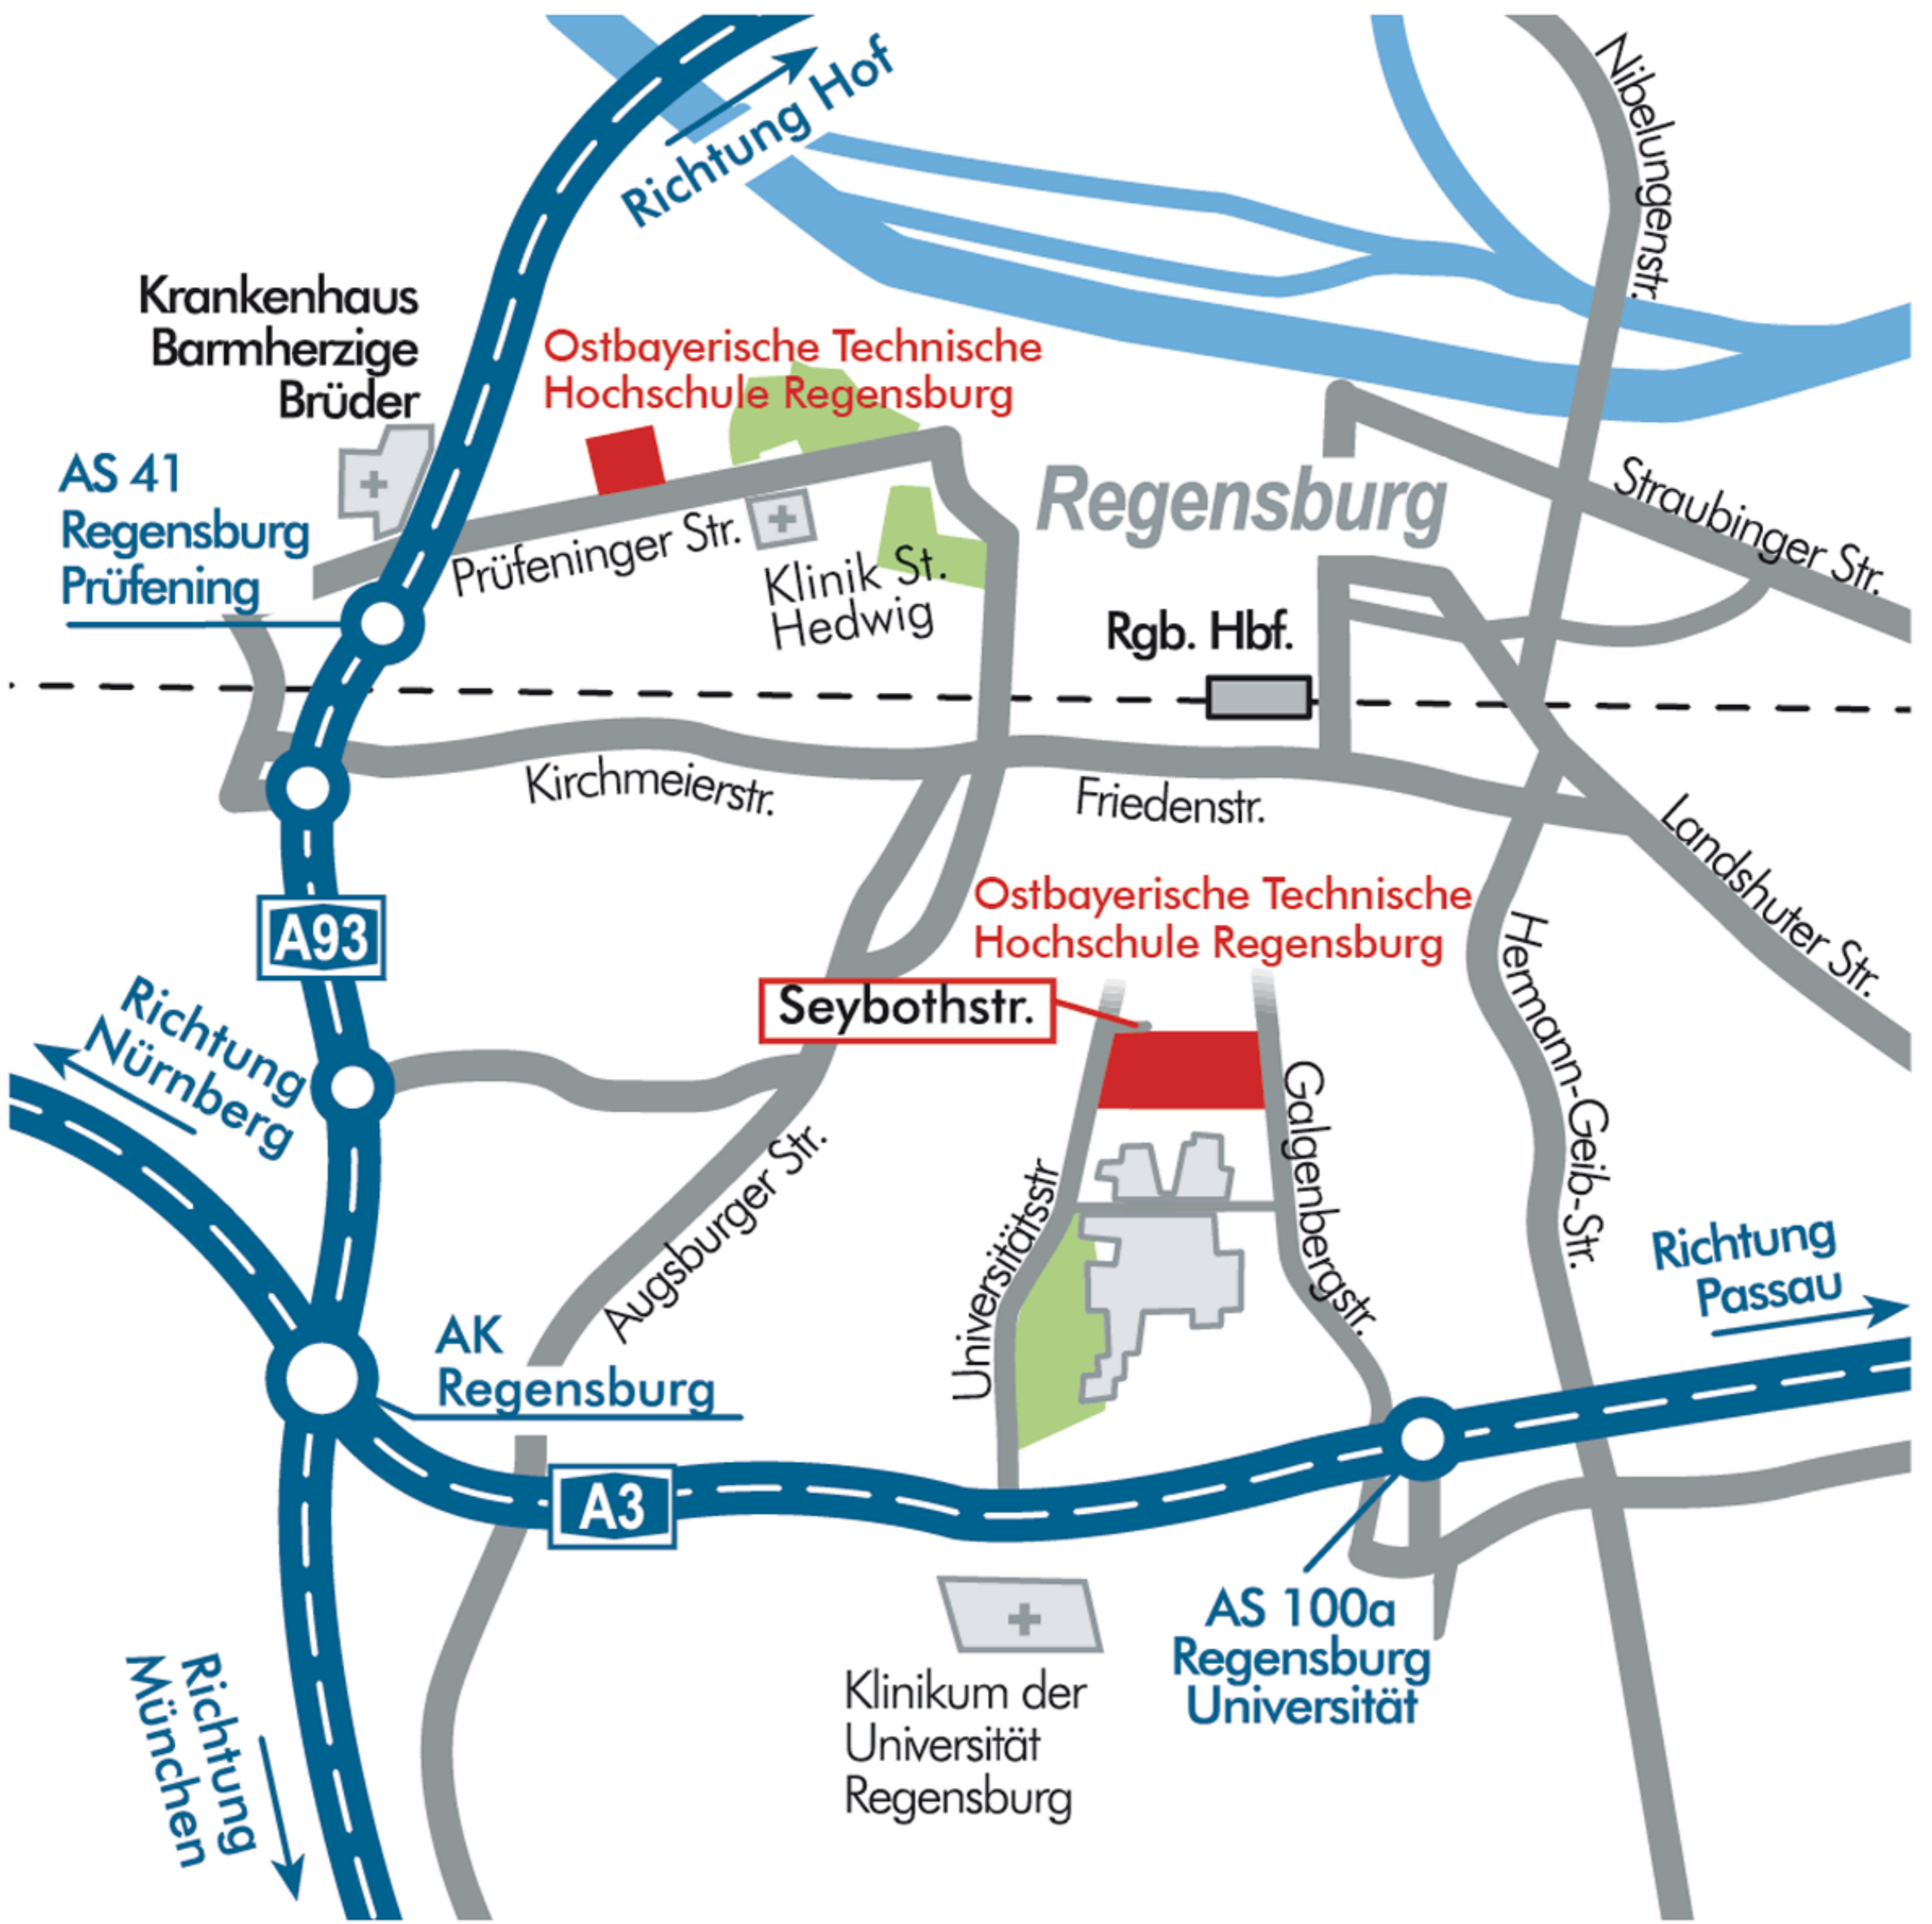 Richtung Hof
Nibelungenstr.
Krankenhaus
Barmherzige
Brüder
Ostbayerische Technische
Hochschule Regensburg
AS 41
Regensburg
Prüfening
Regensburg
Straubinger Str.
Prüfeninger Str.
Klinik St.
Hedwig
Rgb. Hbf.
Kirchmeierstr.
Friedenstr.
Landshuter Str.
Ostbayerische Technische
Hochschule Regensburg
A93
Seybothstr.
Hermann-Geib-Str.
Richtung
Nürnberg
Galgenbergstr.
Augsburger Str.
Universitätsstr
Richtung
Passau
AK
Regensburg
A3
AS 100a
Regensburg
Universität
Klinikum der
Universität
Regensburg
Richtung
München